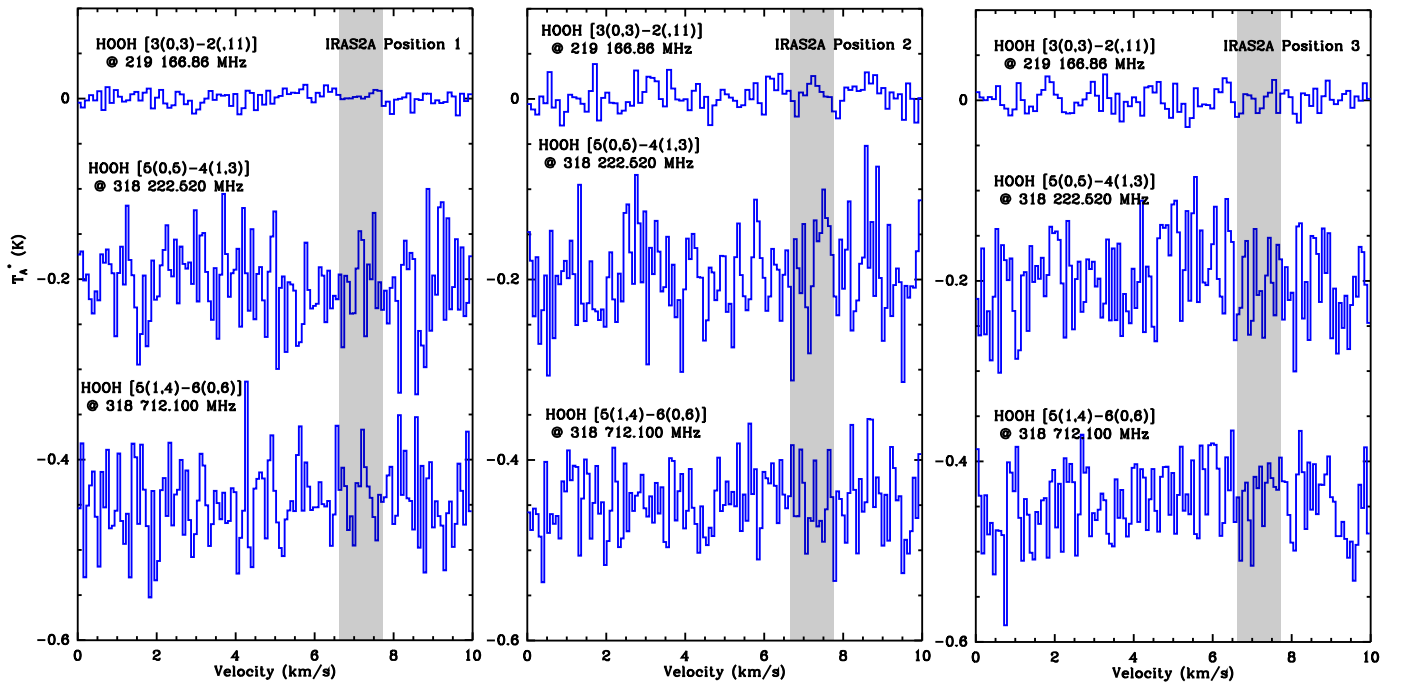 HOOH [3(0,3)-2(,11)]
@ 219 166.86 MHz
IRAS2A Position 1
HOOH [5(0,5)-4(1,3)]
@ 318 222.520 MHz
HOOH [5(1,4)-6(0,6)]
@ 318 712.100 MHz
0
-0.2
-0.4
-0.6
T_A^* (K)
0 2 4 6 8 10
Velocity (km/s)
HOOH [3(0,3)-2(,11)]
@ 219 166.86 MHz
IRAS2A Position 2
HOOH [5(0,5)-4(1,3)]
@ 318 222.520 MHz
HOOH [5(1,4)-6(0,6)]
@ 318 712.100 MHz
0
-0.2
-0.4
-0.6
0 2 4 6 8 10
Velocity (km/s)
HOOH [3(0,3)-2(,11)]
@ 219 166.86 MHz
IRAS2A Position 3
HOOH [5(0,5)-4(1,3)]
@ 318 222.520 MHz
HOOH [5(1,4)-6(0,6)]
@ 318 712.100 MHz
0
-0.2
-0.4
-0.6
0 2 4 6 8 10
Velocity (km/s)